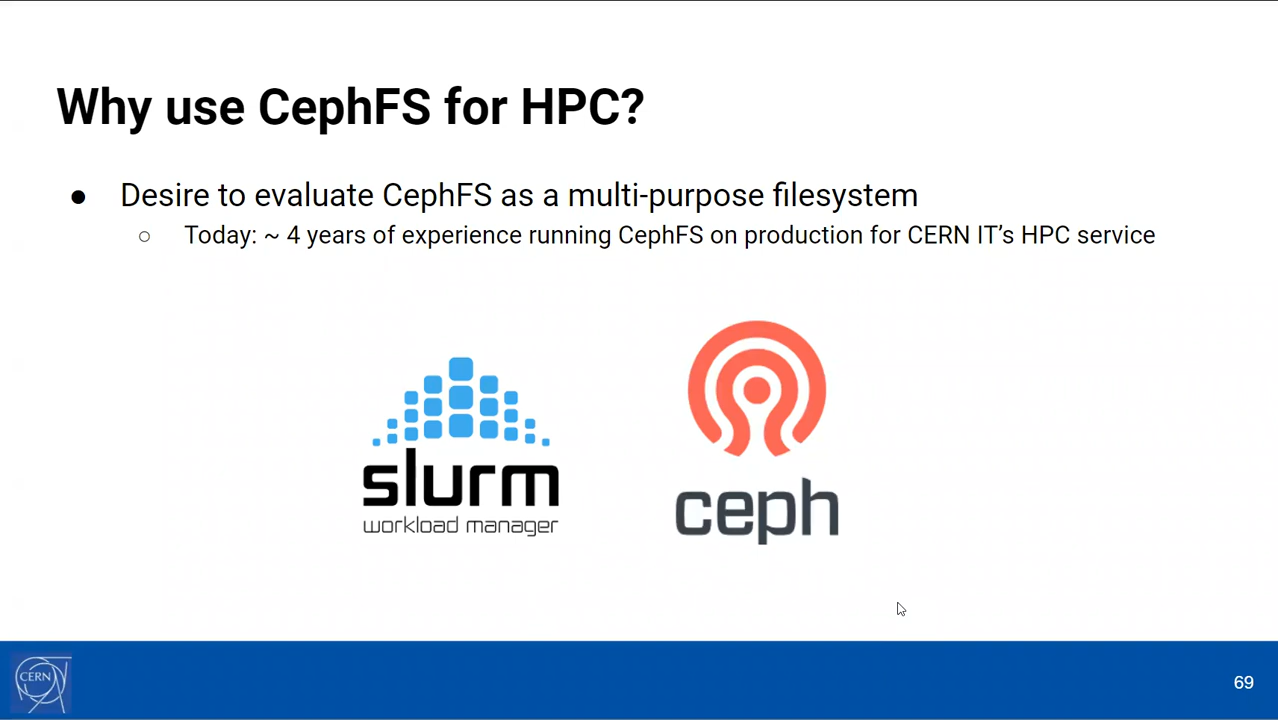 Why use CephFS for HPC?
● Desire to evaluate CephFS as a multi-purpose filesystem
○ Today: ~ 4 years of experience running CephFS on production for CERN IT’s HPC service
slurm
workload manager
ceph
CERN
69